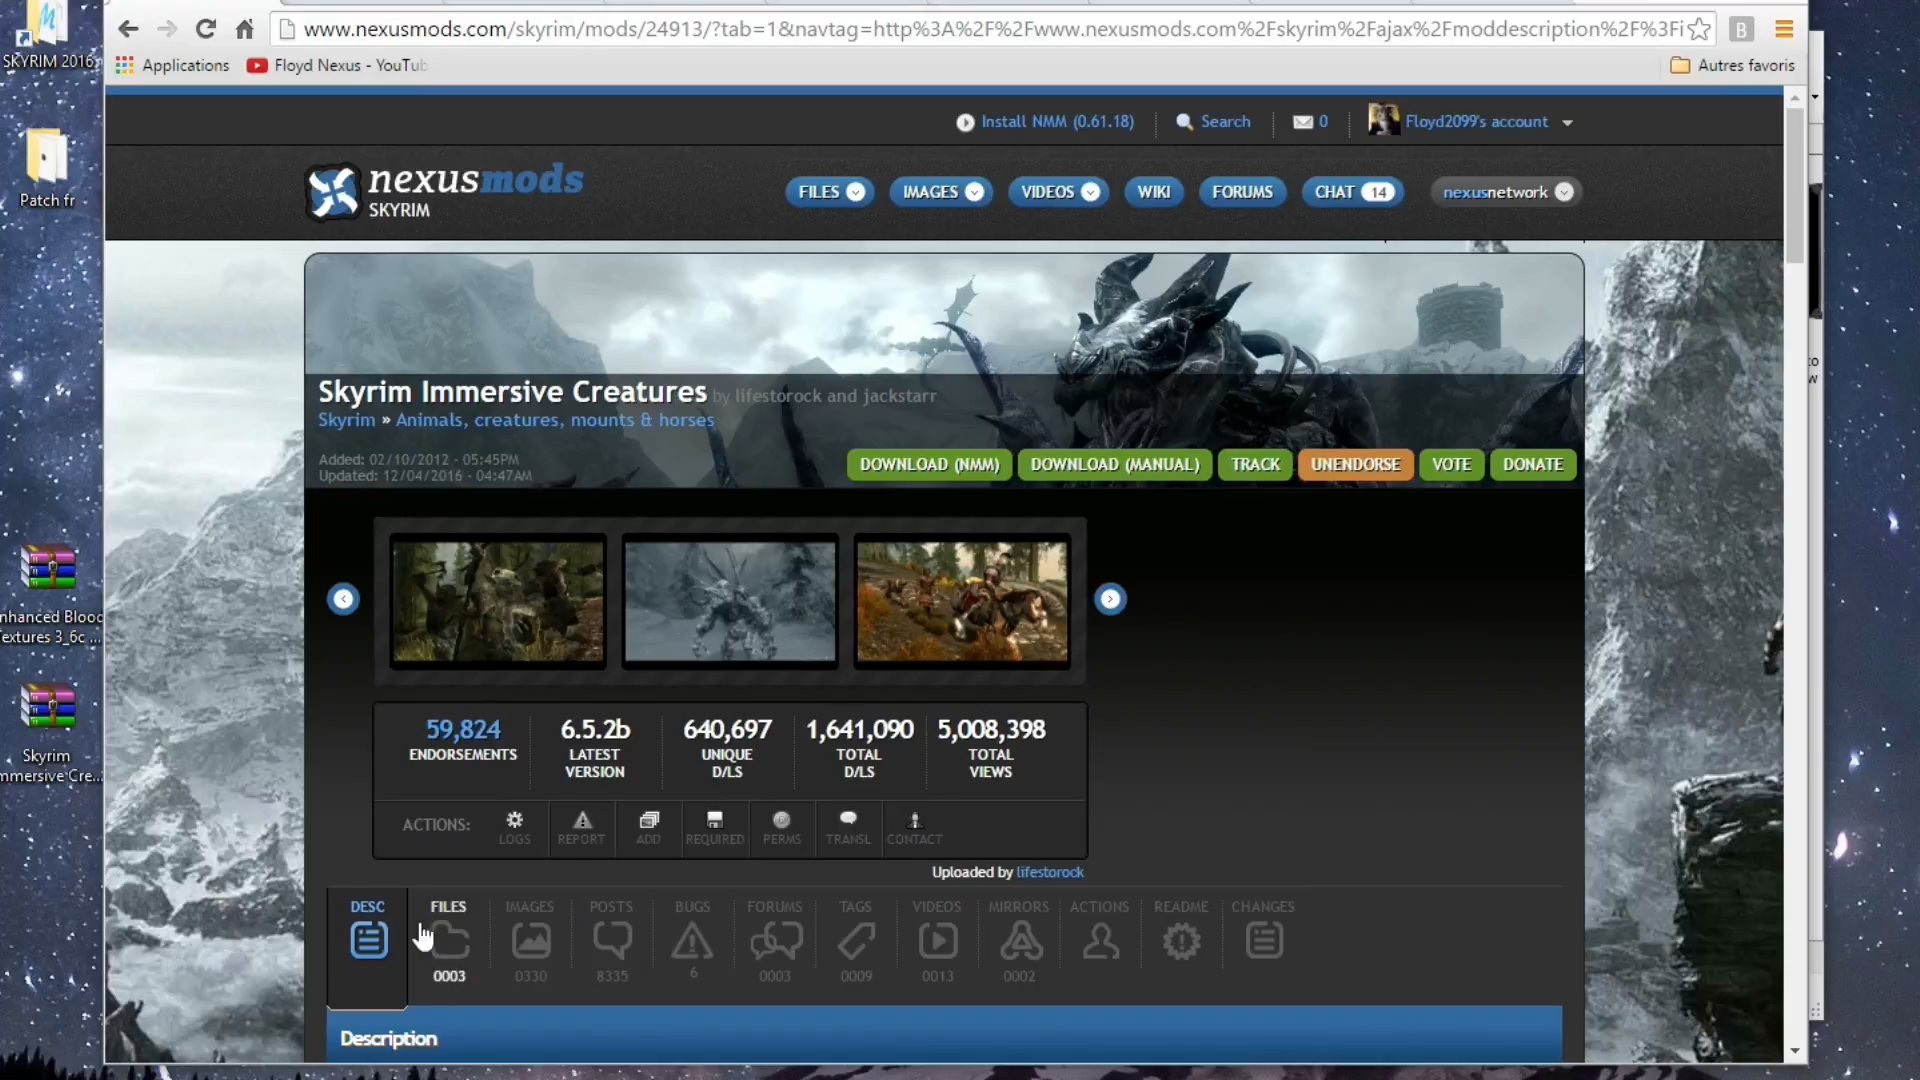 SKYRIM 2016
www.nexusmods.com/skyrim/mods/24913/?tab=1&navtag=http%3A%2F%2Fwww.nexusmods.com%2Fskyrim%2Fajax%2Fmoddescription%2F%3Fi
Applications
Floyd Nexus - YouTub
Autres favoris
Install NMM (0.61.18)
Search
0
Floyd2099's account
Patch fr
nexusmods
SKYRIM
FILES
IMAGES
VIDEOS
WIKI
FORUMS
CHAT 14
nexusnetwork
Skyrim Immersive Creatures by lifestorock and jackstarr
Skyrim » Animals, creatures, mounts & horses
Added: 02/10/2012 - 05:45PM
Updated: 12/04/2016 - 04:47AM
DOWNLOAD (NMM)
DOWNLOAD (MANUAL)
TRACK
UNENDORSE
VOTE
DONATE
nhanced Blood
extures 3_6c ...
Skyrim
mmersive Cre...
59,824
ENDORSEMENTS
6.5.2b
LATEST
VERSION
640,697
UNIQUE
D/LS
1,641,090
TOTAL
D/LS
5,008,398
TOTAL
VIEWS
ACTIONS:
LOGS
REPORT
ADD
REQUIRED
PERMS
TRANSL
CONTACT
Uploaded by lifestorock
DESC
FILES
0003
IMAGES
0330
POSTS
8335
BUGS
6
FORUMS
0003
TAGS
0009
VIDEOS
0013
MIRRORS
0002
ACTIONS
README
CHANGES
Description